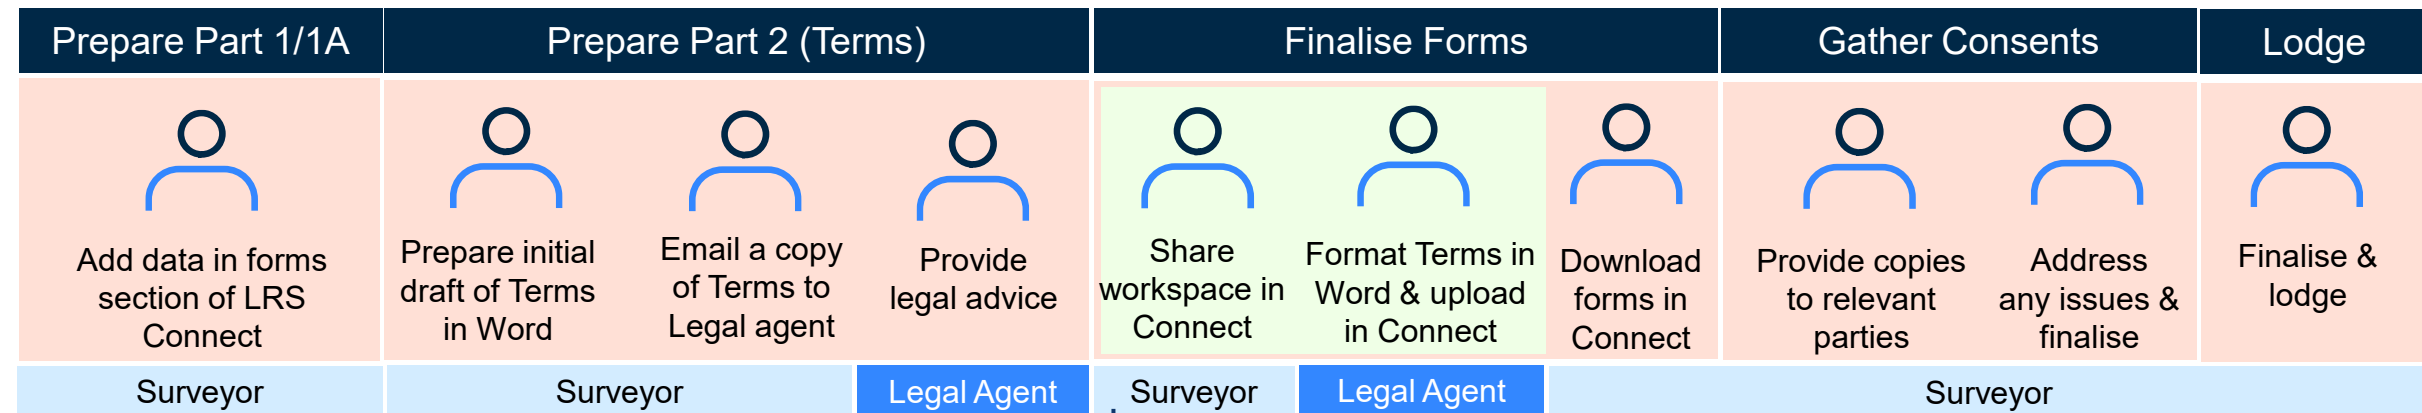 Prepare Part 1/1A
Prepare Part 2 (Terms)
Finalise Forms
Gather Consents
Lodge
Add data in forms
section of LRS
Connect
Prepare initial
draft of Terms
in Word
Email a copy
of Terms to
Legal agent
Provide
legal advice
Share
workspace in
Connect
Format Terms in
Word & upload
in Connect
Download
forms in
Connect
Provide copies
to relevant
parties
Address
any issues &
finalise
Finalise &
lodge
Surveyor
Surveyor
Legal Agent
Surveyor
Legal Agent
Surveyor